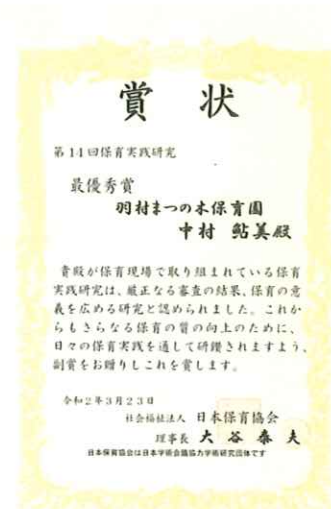 賞状
第14回保育実践研究
最優秀賞
羽村まつの木保育園
中村 鮎美殿
貴殿が保育現場で取り組まれている保育
実践研究は、厳正なる審査の結果、保育の意
義を広める研究と認められました。これか
らもさらなる保育の質の向上のために、
日々の保育実践を通して研鑽されますよう、
副賞をお贈りしこれを賞します。
令和2年3月23日
社会福祉法人 日本保育協会
理事長 大谷泰夫
日本保育協会は日本学術会議協力学術研究団体です